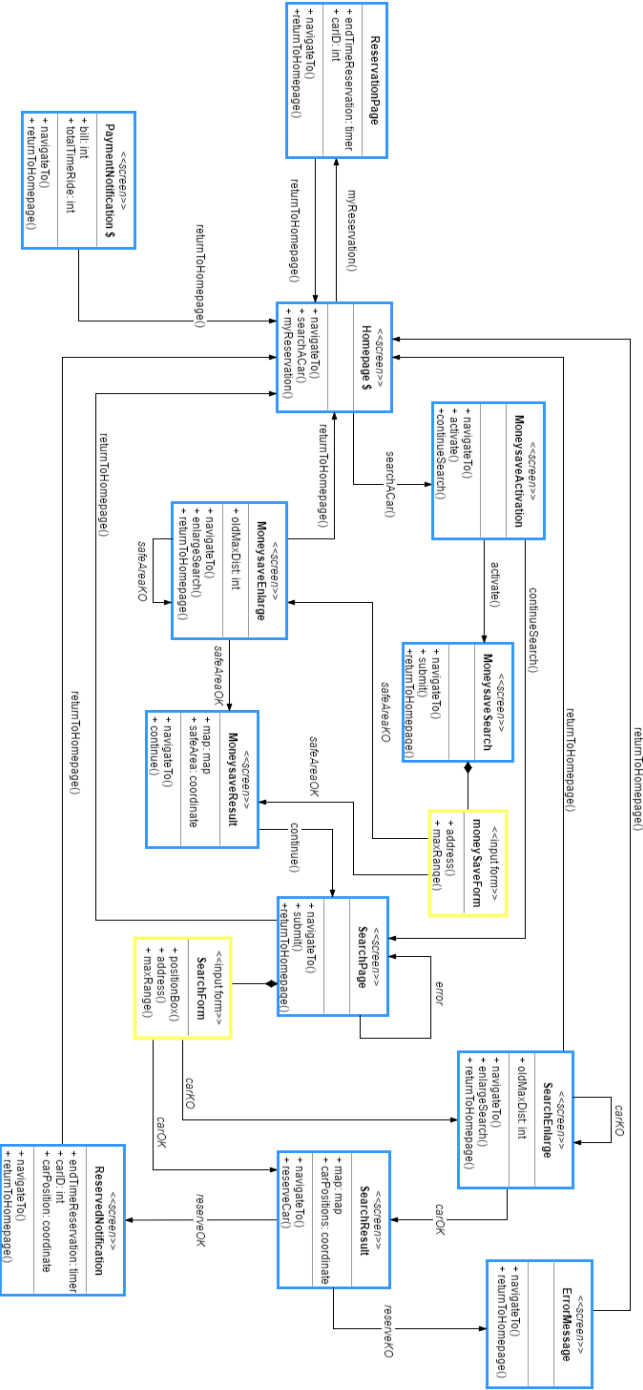 returnToHomepage()
returnToHomepage()
continueSearch()
carKO
<<screen>>
ErrorMessage
+ navigateTo()
+ returnToHomepage()
<<screen>>
SearchEnlarge
+ oldMaxDist: int
+ navigateTo()
+ enlargeSearch()
+ returnToHomepage()
<<screen>>
MoneysaveActivation
+ navigateTo()
+ activate()
+continueSearch()
activate()
<<screen>>
MoneysaveSearch
+ navigateTo()
+ submit()
+returnToHomepage()
<<input form>>
moneySaveForm
+ address()
+ maxRange()
error
carOK
reserveKO
searchACar()
safeAreaKO
myReservation()
ReservationPage
+ endTimeReservation: timer
+ carID: int
+ navigateTo()
+returnToHomepage()
returnToHomepage()
<<screen>>
Homepage $
+ navigateTo()
+ searchACar()
+ myReservation()
returnToHomepage()
safeAreaOK
<<screen>>
SearchPage
+ navigateTo()
+ submit()
+returnToHomepage()
<<screen>>
SearchResult
+ map: map
+ carPositions: coordinate
+ navigateTo()
+ reserveCar()
continue()
<<screen>>
MoneysaveEnlarge
+ oldMaxDist: int
+ navigateTo()
+ enlargeSearch()
+ returnToHomepage()
safeAreaKO
safeAreaOK
<<screen>>
MoneysaveResult
+ map: map
+ safeArea: coordinate
+ navigateTo()
+ continue()
<<input form>>
SearchForm
+ positionBox()
+ address()
+ maxRange()
carKO
carOK
reserveOK
returnToHomepage()
<<screen>>
PaymentNotification $
+ bill: int
+ totalTimeRide: int
+ navigateTo()
+ returnToHomepage()
returnToHomepage()
returnToHomepage()
<<screen>>
ReservedNotification
+ endTimeReservation: timer
+ carID: int
+ carPosition: coordinate
+ navigateTo()
+ returnToHomepage()